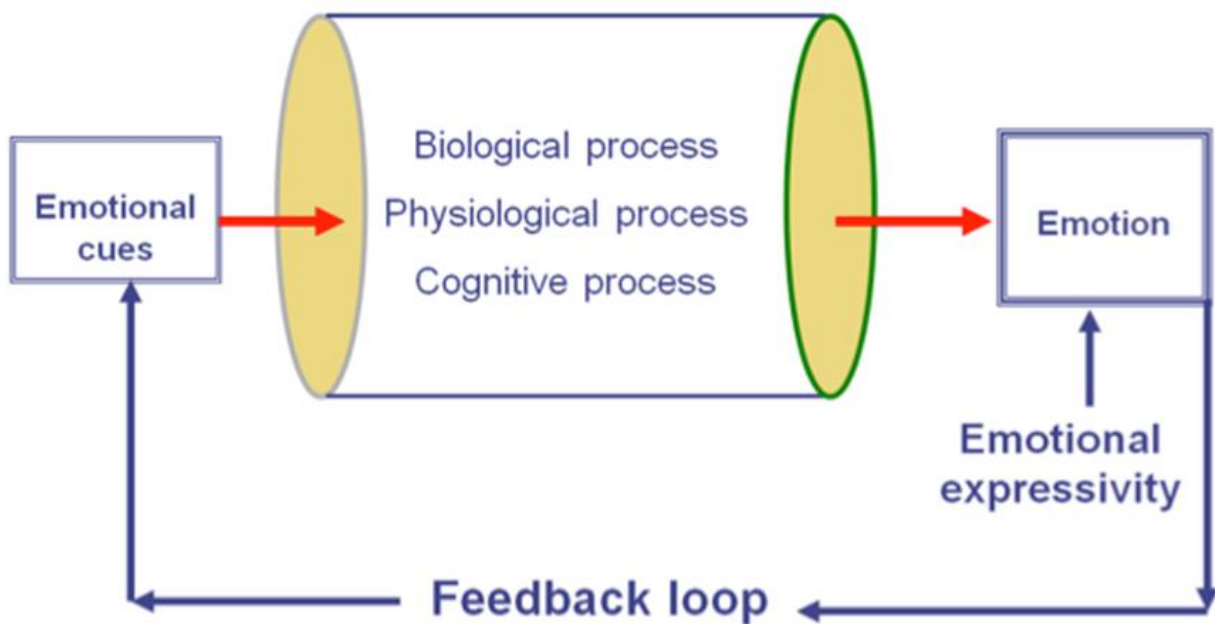 Emotional
cues
Biological process
Physiological process
Cognitive process
Emotion
Emotional
expressivity
Feedback loop